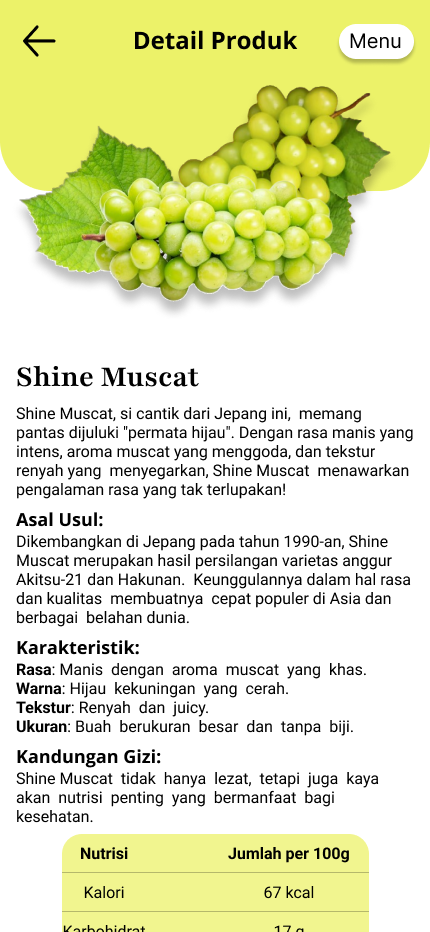 Detail Produk
Menu
Shine Muscat
Shine Muscat, si cantik dari Jepang ini, memang
pantas dijuluki "permata hijau". Dengan rasa manis yang
intens, aroma muscat yang menggoda, dan tekstur
renyah yang menyegarkan, Shine Muscat menawarkan
pengalaman rasa yang tak terlupakan!
Asal Usul:
Dikembangkan di Jepang pada tahun 1990-an, Shine
Muscat merupakan hasil persilangan varietas anggur
Akitsu-21 dan Hakunan. Keunggulannya dalam hal rasa
dan kualitas membuatnya cepat populer di Asia dan
berbagai belahan dunia.
Karakteristik:
Rasa: Manis dengan aroma muscat yang khas.
Warna: Hijau kekuningan yang cerah.
Tekstur: Renyah dan juicy.
Ukuran: Buah berukuran besar dan tanpa biji.
Kandungan Gizi:
Shine Muscat tidak hanya lezat, tetapi juga kaya
akan nutrisi penting yang bermanfaat bagi
kesehatan.
Nutrisi Jumlah per 100g
Kalori 67 kcal
Karbohidrat 17 g